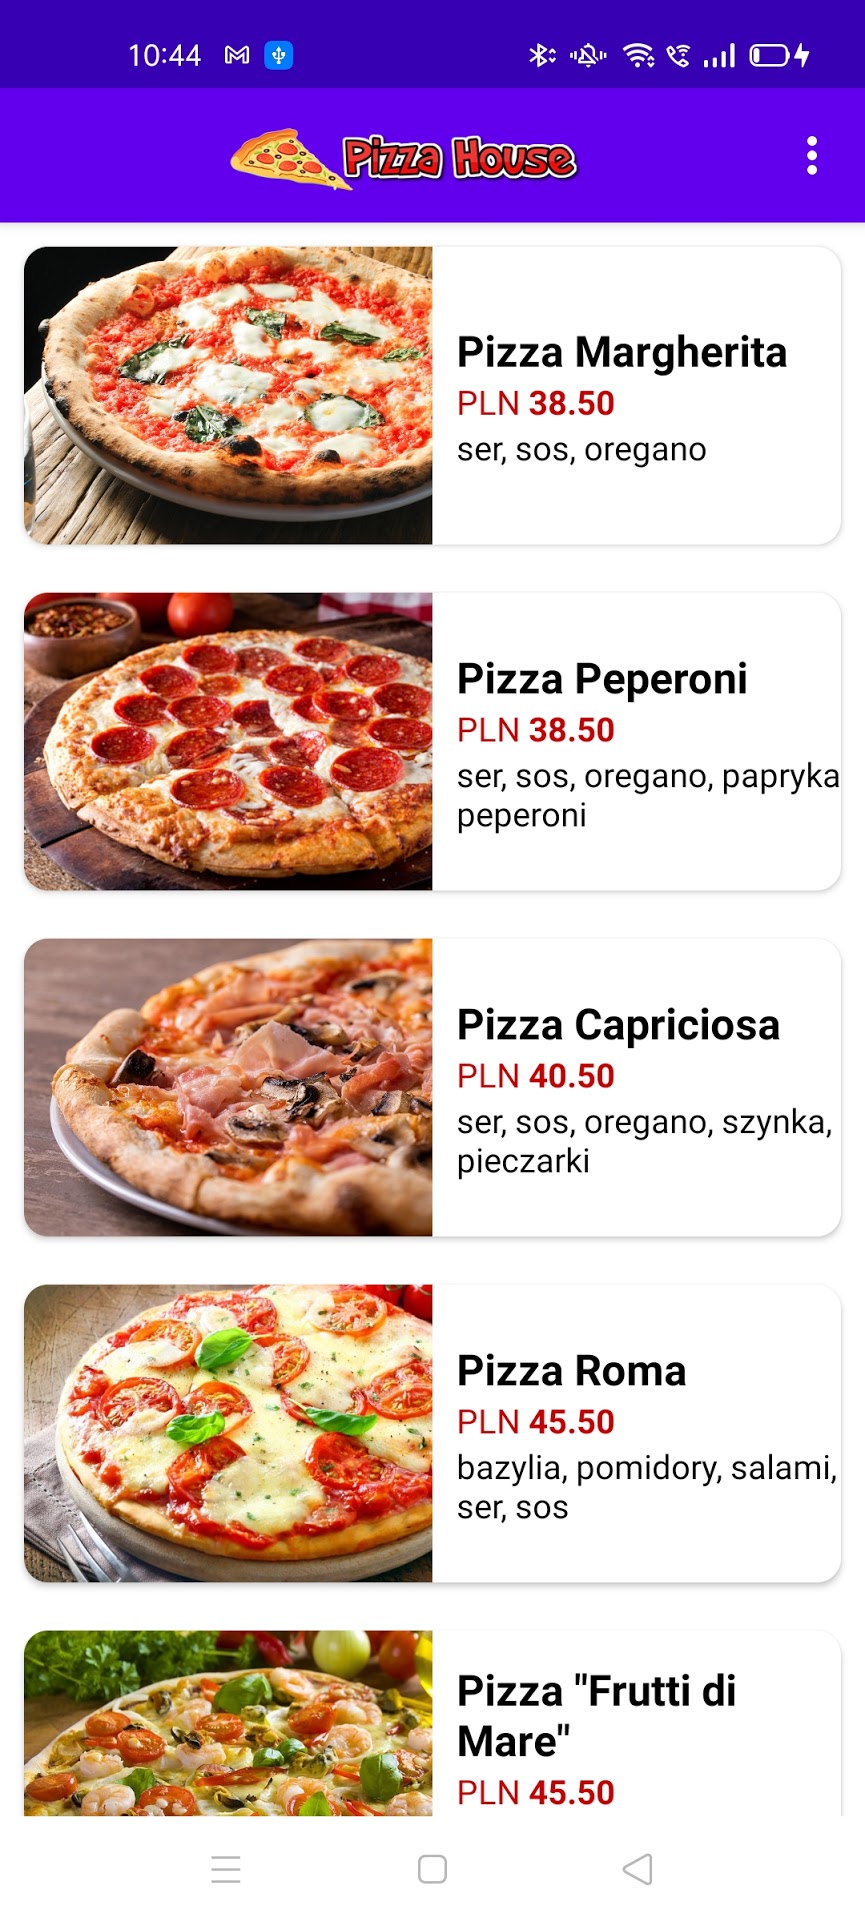 10:44
Pizza House
Pizza Margherita
PLN 38.50
ser, sos, oregano
Pizza Peperoni
PLN 38.50
ser, sos, oregano, papryka
peperoni
Pizza Capriciosa
PLN 40.50
ser, sos, oregano, szynka,
pieczarki
Pizza Roma
PLN 45.50
bazylia, pomidory, salami,
ser, sos
Pizza "Frutti di
Mare"
PLN 45.50